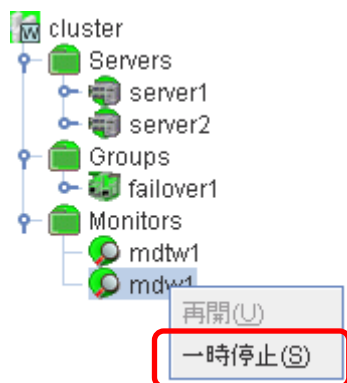 cluster
Servers
server1
server2
Groups
failover1
Monitors
mdtw1
mdw1
再開(U)
一時停止(S)